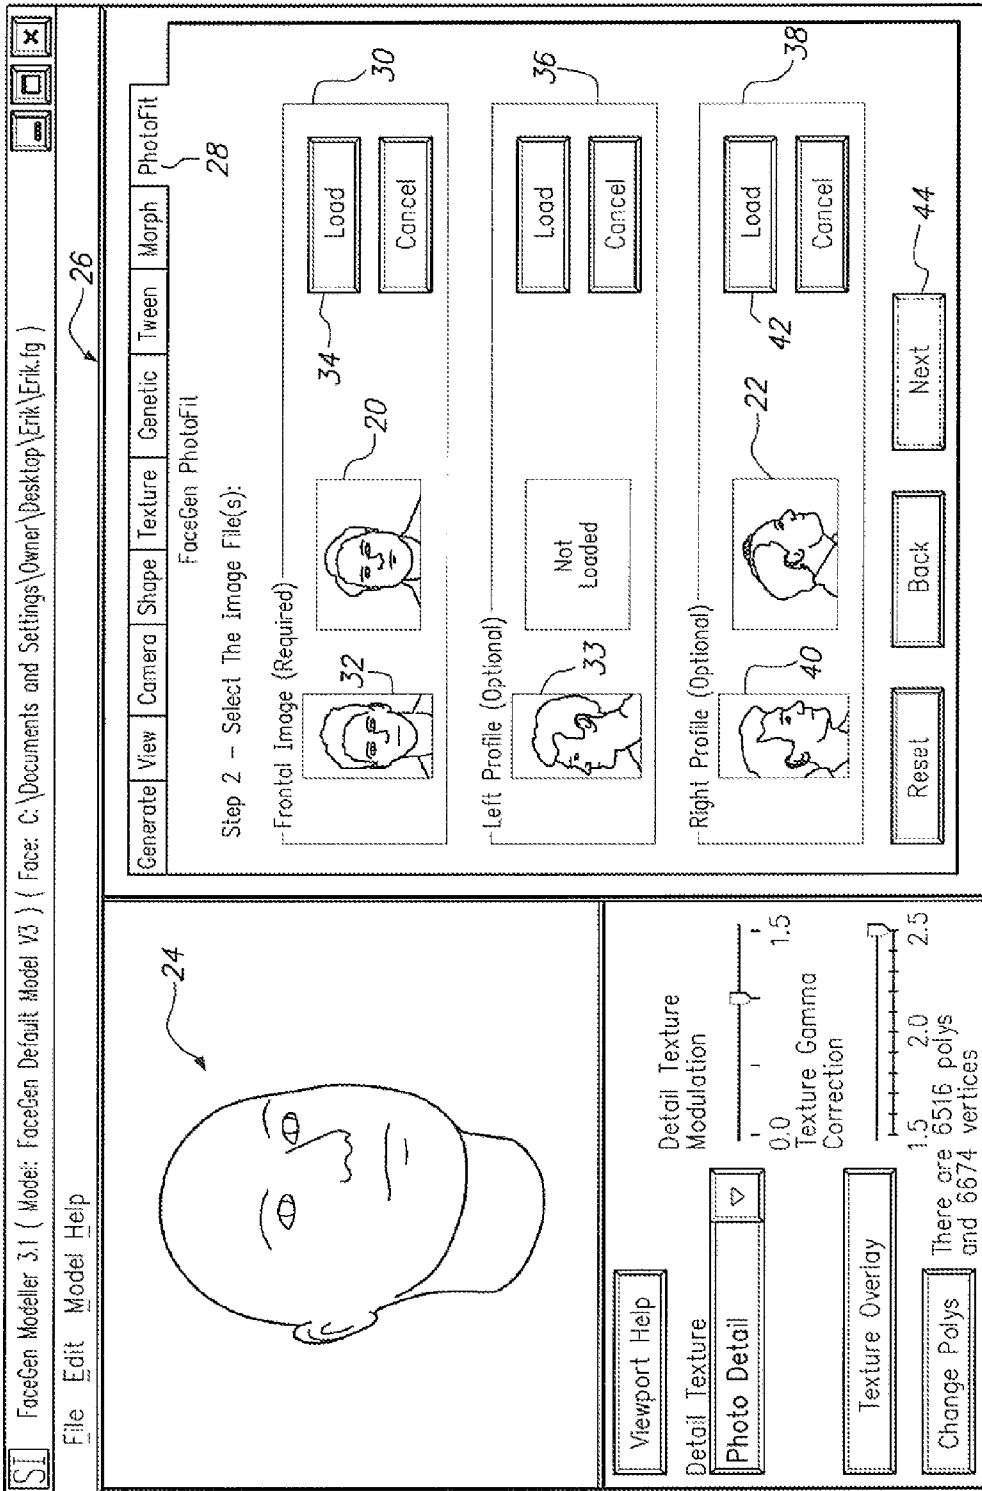 SI FaceGen Modeller 3.1 ( Model: FaceGen Default Model V3 ) ( Face: C:\Documents and Settings\Owner\Desktop\Erik\Erik.fg )
File Edit Model Help
26
24
Viewport Help
Detail Texture
Photo Detail
Detail Texture
Modulation
0.0 1.5
Texture Gamma
Correction
1.5 2.0 2.5
Texture Overlay
Change Polys
There are 6516 polys
and 6674 vertices
Generate View Camera Shape Texture Genetic Tween Morph PhotoFit
28
FaceGen PhotoFit
Step 2 - Select The Image File(s):
Frontal Image (Required)
30
32
20
34
Load
Cancel
Left Profile (Optional)
36
33
Not
Loaded
Load
Cancel
Right Profile (Optional)
38
40
22
42
Load
Cancel
Reset Back Next
44